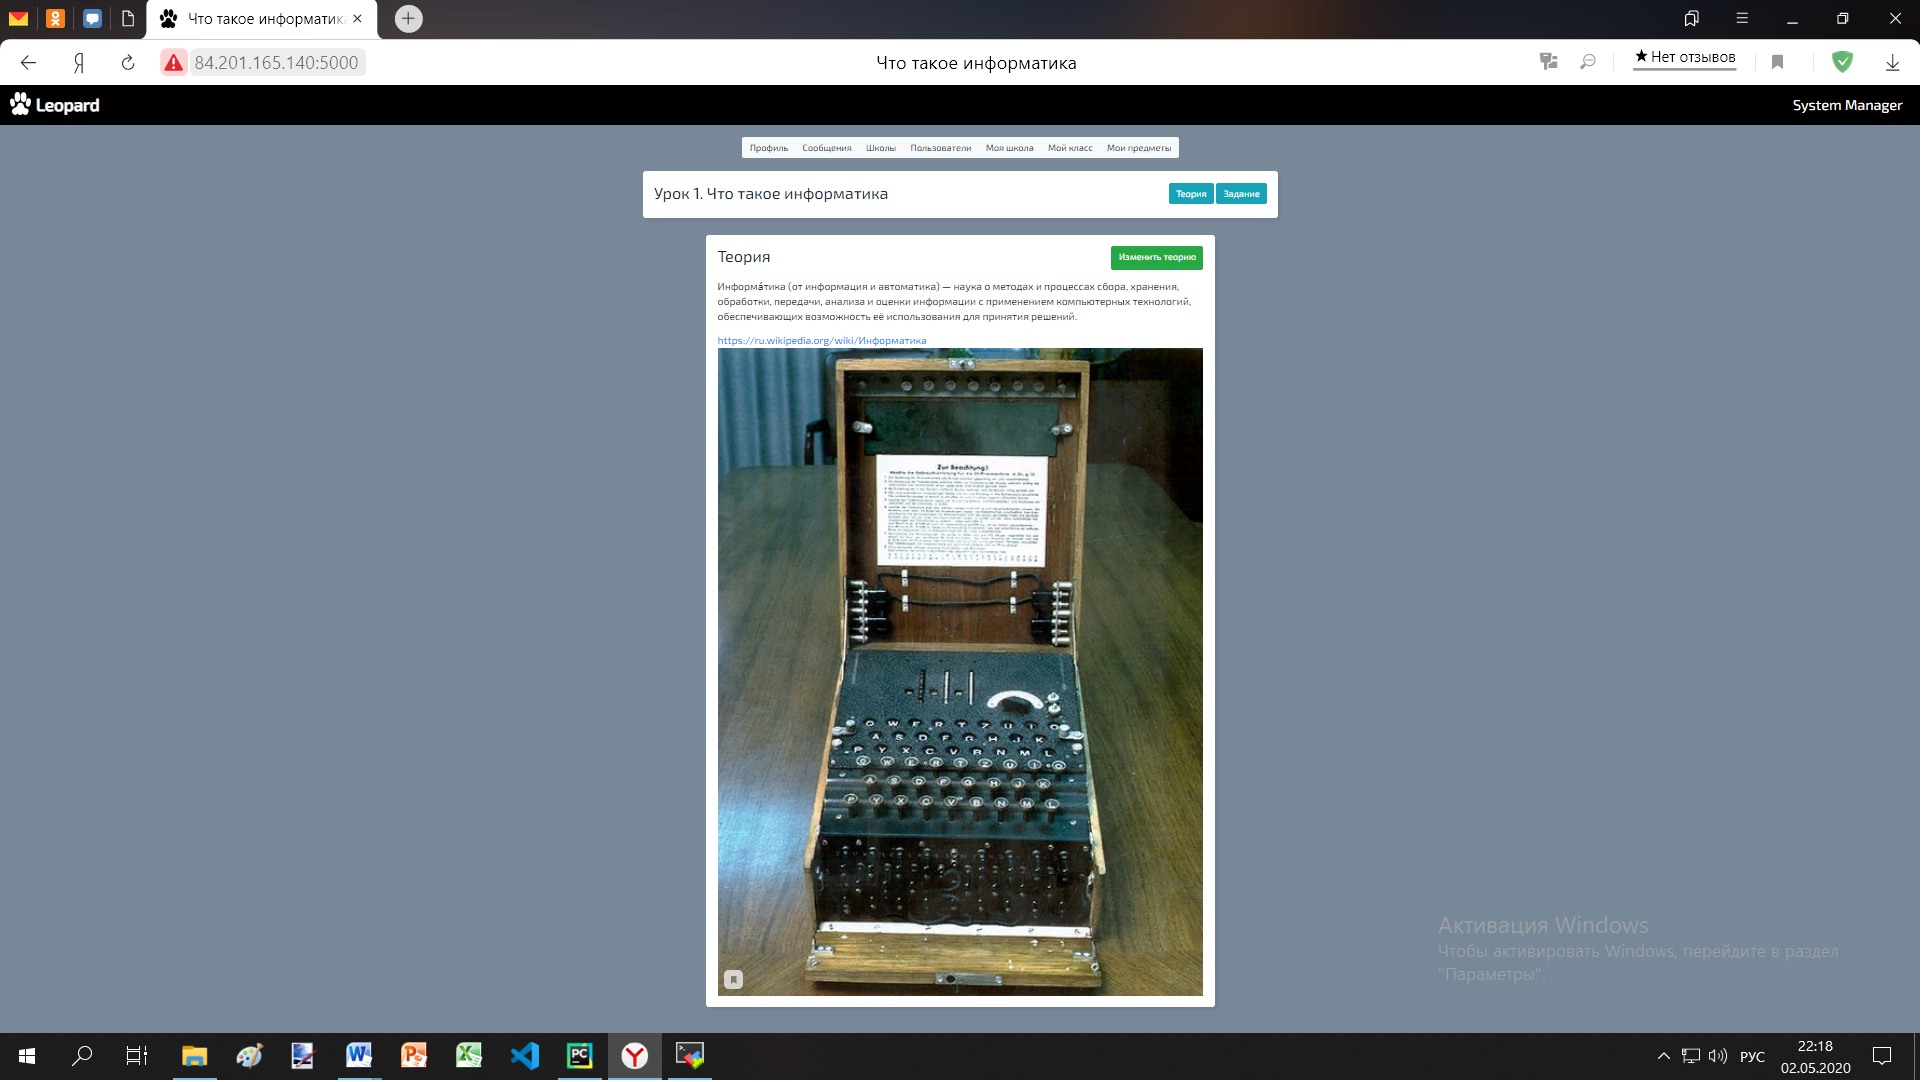 Что такое информатика
84.201.165.140:5000
Что такое информатика
Нет отзывов
Leopard
System Manager
Профиль Сообщения Школы Пользователи Моя школа Мой класс Мои предметы
Урок 1. Что такое информатика
Теория Задание
Теория
Изменить теорию
Информа́тика (от информация и автоматика) — наука о методах и процессах сбора, хранения,
обработки, передачи, анализа и оценки информации с применением компьютерных технологий,
обеспечивающих возможность её использования для принятия решений.
https://ru.wikipedia.org/wiki/Информатика
Zur Beachtung!
Q W E R T Z U I O
A S D F G H J K
P Y X C V B N M L
Q W E R T Z U I O
A S D F G H J K
P Y X C V B N M L
Активация Windows
Чтобы активировать Windows, перейдите в раздел
"Параметры".
РУС
22:18
02.05.2020